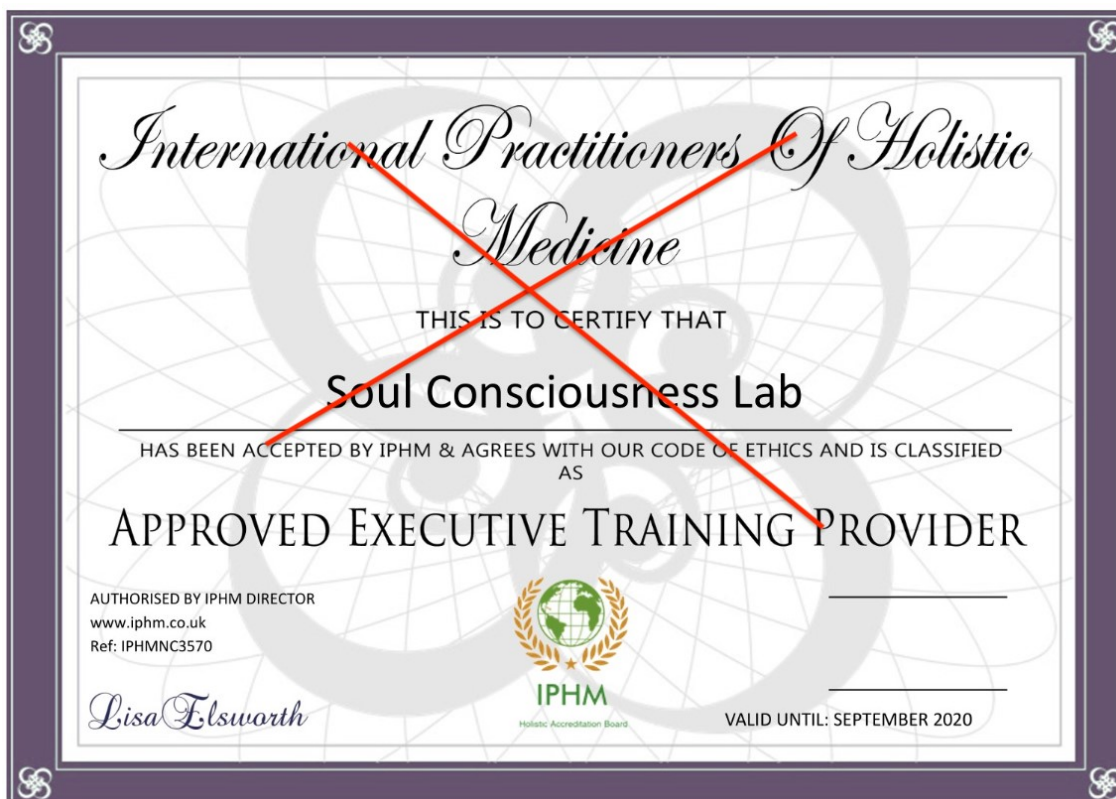 International Practitioners Of Holistic
Medicine
THIS IS TO CERTIFY THAT
Soul Consciousness Lab
HAS BEEN ACCEPTED BY IPHM & AGREES WITH OUR CODE OF ETHICS AND IS CLASSIFIED
AS
APPROVED EXECUTIVE TRAINING PROVIDER
AUTHORISED BY IPHM DIRECTOR
www.iphm.co.uk
Ref: IPHMNC3570
Lisa Elsworth
IPHM
Holistic Accreditation Board
VALID UNTIL: SEPTEMBER 2020